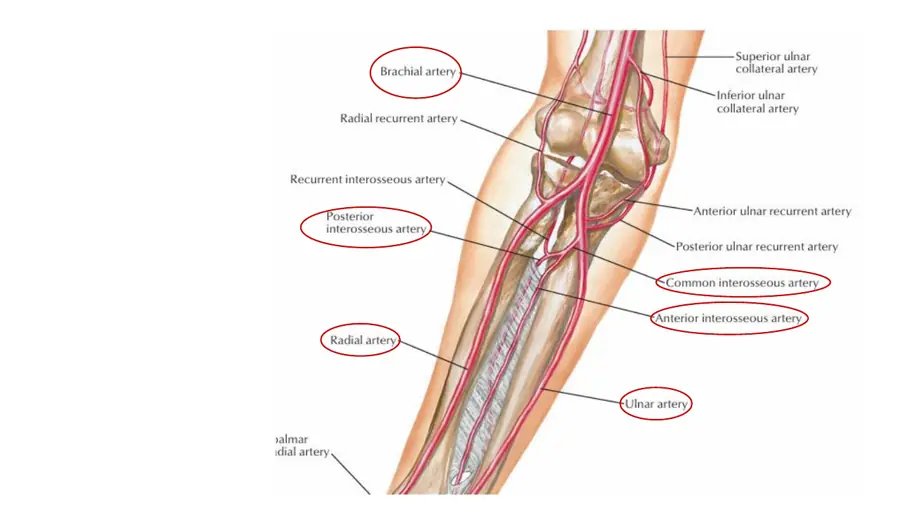 Superior ulnar
collateral artery
Brachial artery
Inferior ulnar
collateral artery
Radial recurrent artery
Recurrent interosseous artery
Anterior ulnar recurrent artery
Posterior
interosseous artery
Posterior ulnar recurrent artery
Common interosseous artery
Anterior interosseous artery
Radial artery
Ulnar artery
palmar
dial artery